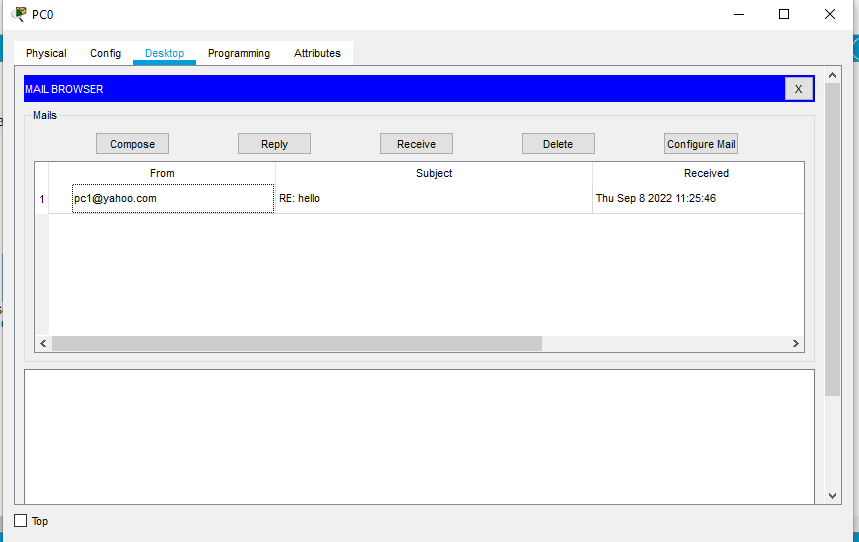 PC0
Physical Config Desktop Programming Attributes
MAIL BROWSER X
Mails
Compose Reply Receive Delete Configure Mail
From Subject Received
1 pc1@yahoo.com RE: hello Thu Sep 8 2022 11:25:46
Top